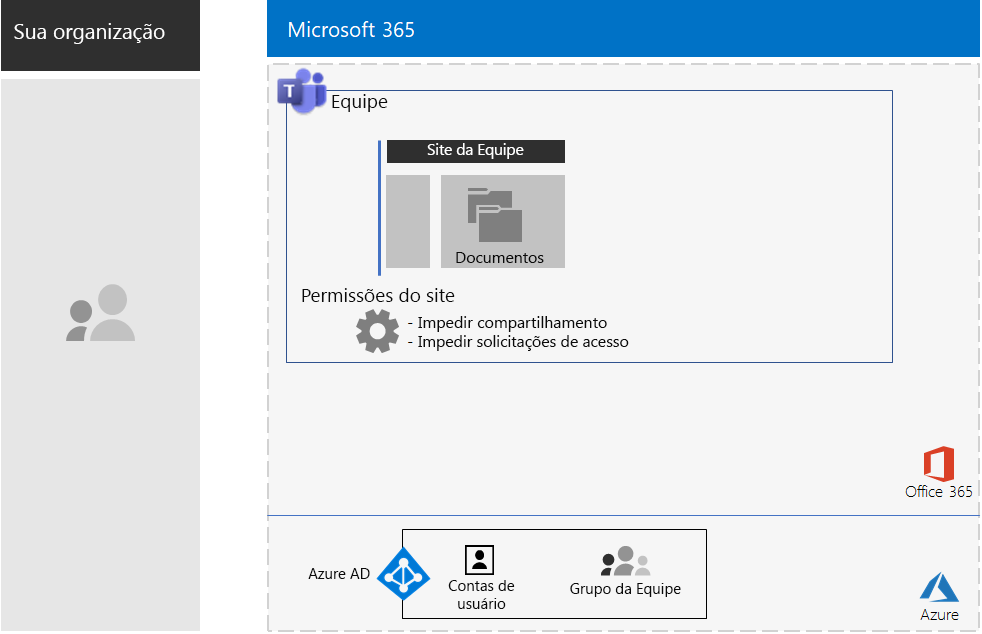 Sua organização
Microsoft 365
T
Equipe
Site da Equipe
Documentos
Permissões do site
- Impedir compartilhamento
- Impedir solicitações de acesso
Office 365
Azure AD
Contas de
usuário
Grupo da Equipe
Azure